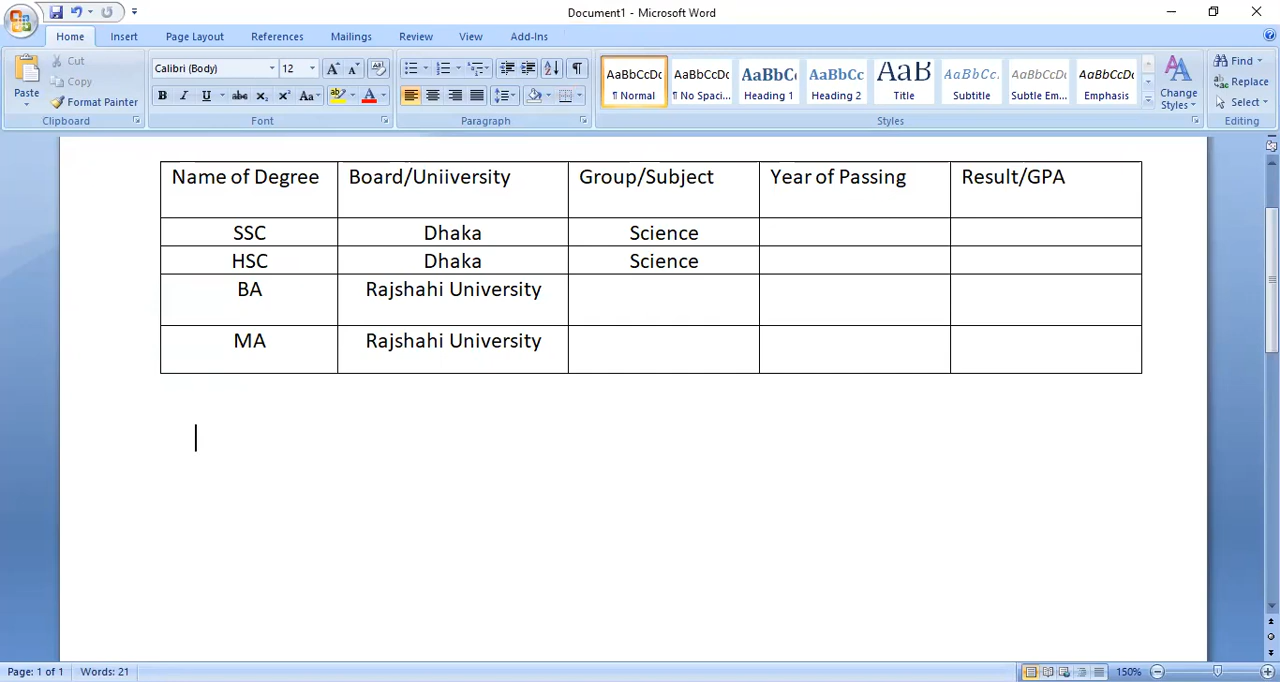 Document1 - Microsoft Word
Home Insert Page Layout References Mailings Review View Add-Ins
Paste Cut Copy Format Painter
Calibri (Body) 12
B I U abc X₂ X² Aa
AaBbCcDc AaBbCcDc AaBbC AaBbCc AaB AaBbCc. AaBbCcDc AaBbCcDc
¶ Normal ¶ No Spaci... Heading 1 Heading 2 Title Subtitle Subtle Em... Emphasis
Change Styles
Find Replace Select
Clipboard Font Paragraph Styles Editing
Name of Degree Board/Uniiversity Group/Subject Year of Passing Result/GPA
SSC Dhaka Science
HSC Dhaka Science
BA Rajshahi University
MA Rajshahi University
Page: 1 of 1 Words: 21 150%